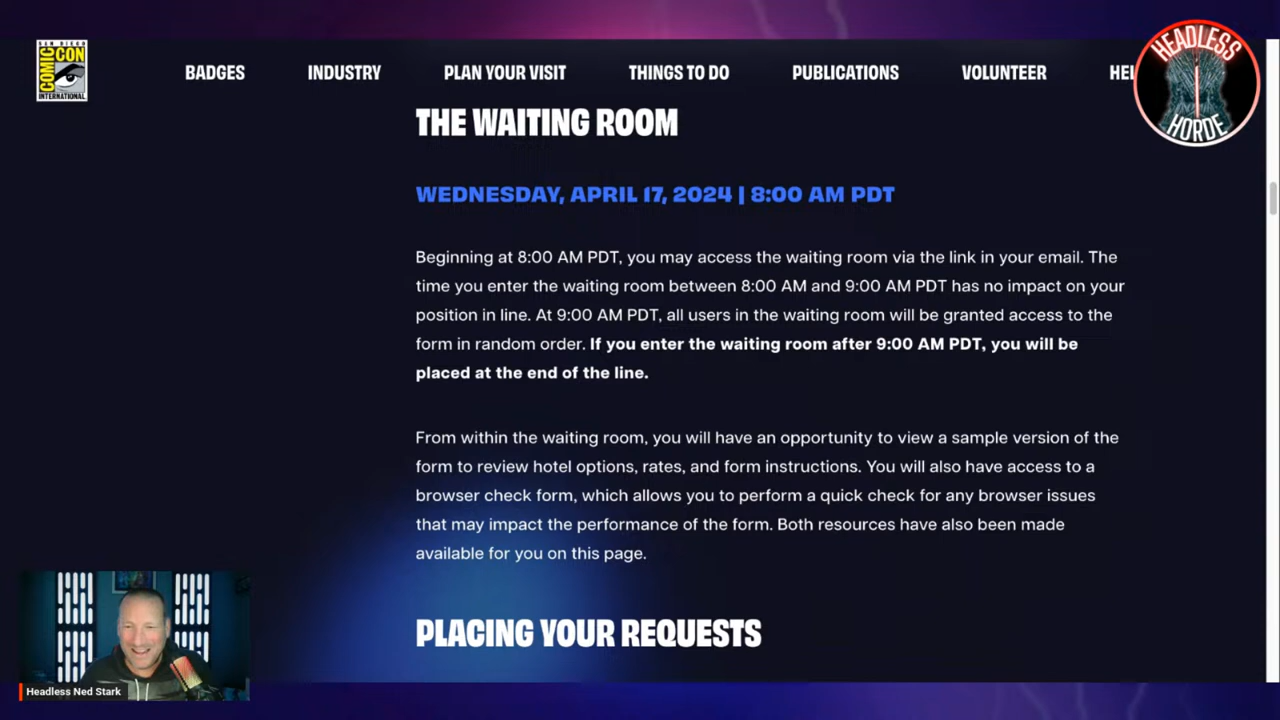 SAN DIEGO
COMIC CON
INTERNATIONAL
BADGES
INDUSTRY
PLAN YOUR VISIT
THINGS TO DO
PUBLICATIONS
VOLUNTEER
HEADLESS
HORDE
THE WAITING ROOM
WEDNESDAY, APRIL 17, 2024 | 8:00 AM PDT
Beginning at 8:00 AM PDT, you may access the waiting room via the link in your email. The
time you enter the waiting room between 8:00 AM and 9:00 AM PDT has no impact on your
position in line. At 9:00 AM PDT, all users in the waiting room will be granted access to the
form in random order. If you enter the waiting room after 9:00 AM PDT, you will be
placed at the end of the line.
From within the waiting room, you will have an opportunity to view a sample version of the
form to review hotel options, rates, and form instructions. You will also have access to a
browser check form, which allows you to perform a quick check for any browser issues
that may impact the performance of the form. Both resources have also been made
available for you on this page.
PLACING YOUR REQUESTS
Headless Ned Stark